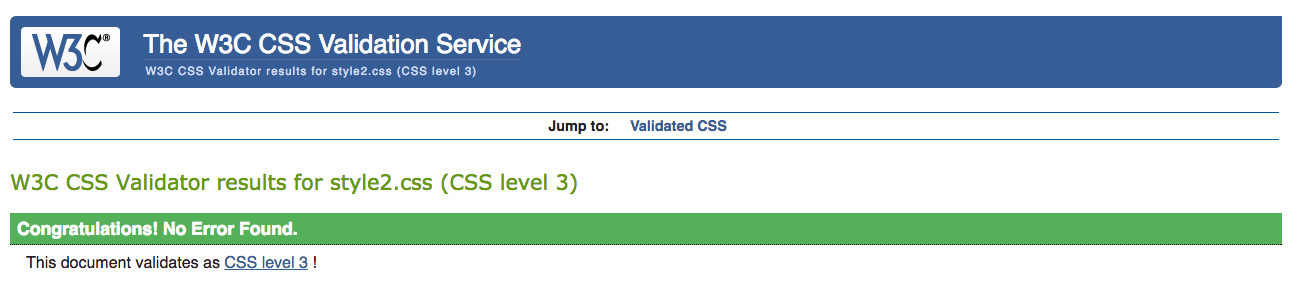 W3C®
The W3C CSS Validation Service
W3C CSS Validator results for style2.css (CSS level 3)
Jump to: Validated CSS
W3C CSS Validator results for style2.css (CSS level 3)
Congratulations! No Error Found.
This document validates as CSS level 3 !